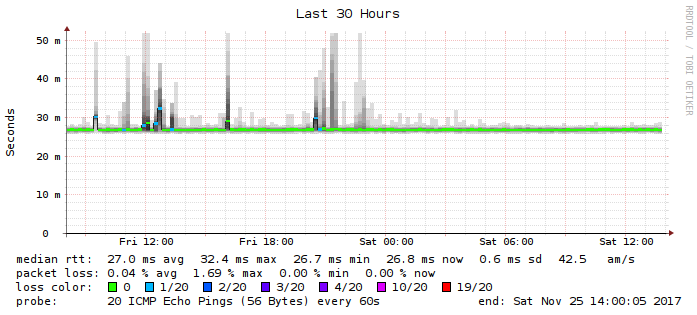 Last 30 Hours
RRDTOOL / TOBI OETIKER
Seconds
50 m
40 m
30 m
20 m
10 m
0
Fri 12:00 Fri 18:00 Sat 00:00 Sat 06:00 Sat 12:00
median rtt: 27.0 ms avg 32.4 ms max 26.7 ms min 26.8 ms now 0.6 ms sd 42.5 am/s
packet loss: 0.04 % avg 1.69 % max 0.00 % min 0.00 % now
loss color: 0 1/20 2/20 3/20 4/20 10/20 19/20
probe: 20 ICMP Echo Pings (56 Bytes) every 60s end: Sat Nov 25 14:00:05 2017